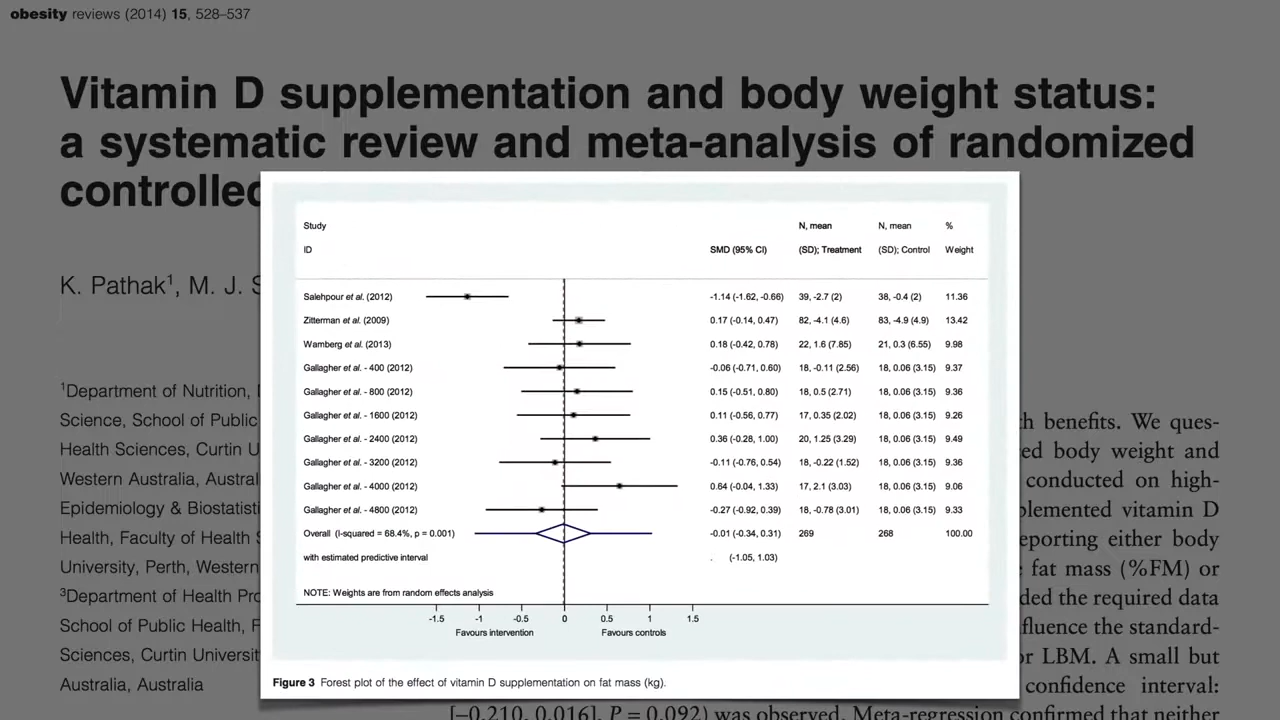 obesity reviews (2014) 15, 528–537
Vitamin D supplementation and body weight status:
a systematic review and meta-analysis of randomized
controlled
K. Pathak¹, M. J. S
¹Department of Nutrition,
Science, School of Public
Health Sciences, Curtin U
Western Australia, Austral
Epidemiology & Biostatisti
Health, Faculty of Health S
University, Perth, Western
³Department of Health Pro
School of Public Health, F
Sciences, Curtin Universit
Australia, Australia
th benefits. We ques-
ed body weight and
conducted on high-
plemented vitamin D
eporting either body
fat mass (%FM) or
ded the required data
fluence the standard-
or LBM. A small but
confidence interval:
[−0.210, 0.016], P = 0.092) was observed. Meta-regression confirmed that neither
Study N, mean N, mean %
ID SMD (95% CI) (SD); Treatment (SD); Control Weight
Salehpour et al. (2012) -1.14 (-1.62, -0.66) 39, -2.7 (2) 38, -0.4 (2) 11.36
Zitterman et al. (2009) 0.17 (-0.14, 0.47) 82, -4.1 (4.6) 83, -4.9 (4.9) 13.42
Wamberg et al. (2013) 0.18 (-0.42, 0.78) 22, 1.6 (7.85) 21, 0.3 (6.55) 9.98
Gallagher et al. - 400 (2012) -0.06 (-0.71, 0.60) 18, -0.11 (2.56) 18, 0.06 (3.15) 9.37
Gallagher et al. - 800 (2012) 0.15 (-0.51, 0.80) 18, 0.5 (2.71) 18, 0.06 (3.15) 9.36
Gallagher et al. - 1600 (2012) 0.11 (-0.56, 0.77) 17, 0.35 (2.02) 18, 0.06 (3.15) 9.26
Gallagher et al. - 2400 (2012) 0.36 (-0.28, 1.00) 20, 1.25 (3.29) 18, 0.06 (3.15) 9.49
Gallagher et al. - 3200 (2012) -0.11 (-0.76, 0.54) 18, -0.22 (1.52) 18, 0.06 (3.15) 9.36
Gallagher et al. - 4000 (2012) 0.64 (-0.04, 1.33) 17, 2.1 (3.03) 18, 0.06 (3.15) 9.06
Gallagher et al. - 4800 (2012) -0.27 (-0.92, 0.39) 18, -0.78 (3.01) 18, 0.06 (3.15) 9.33
Overall (I-squared = 68.4%, p = 0.001) -0.01 (-0.34, 0.31) 269 268 100.00
with estimated predictive interval . (-1.05, 1.03)
NOTE: Weights are from random effects analysis
-1.5 -1 -0.5 0 0.5 1 1.5
Favours intervention Favours controls
Figure 3 Forest plot of the effect of vitamin D supplementation on fat mass (kg).